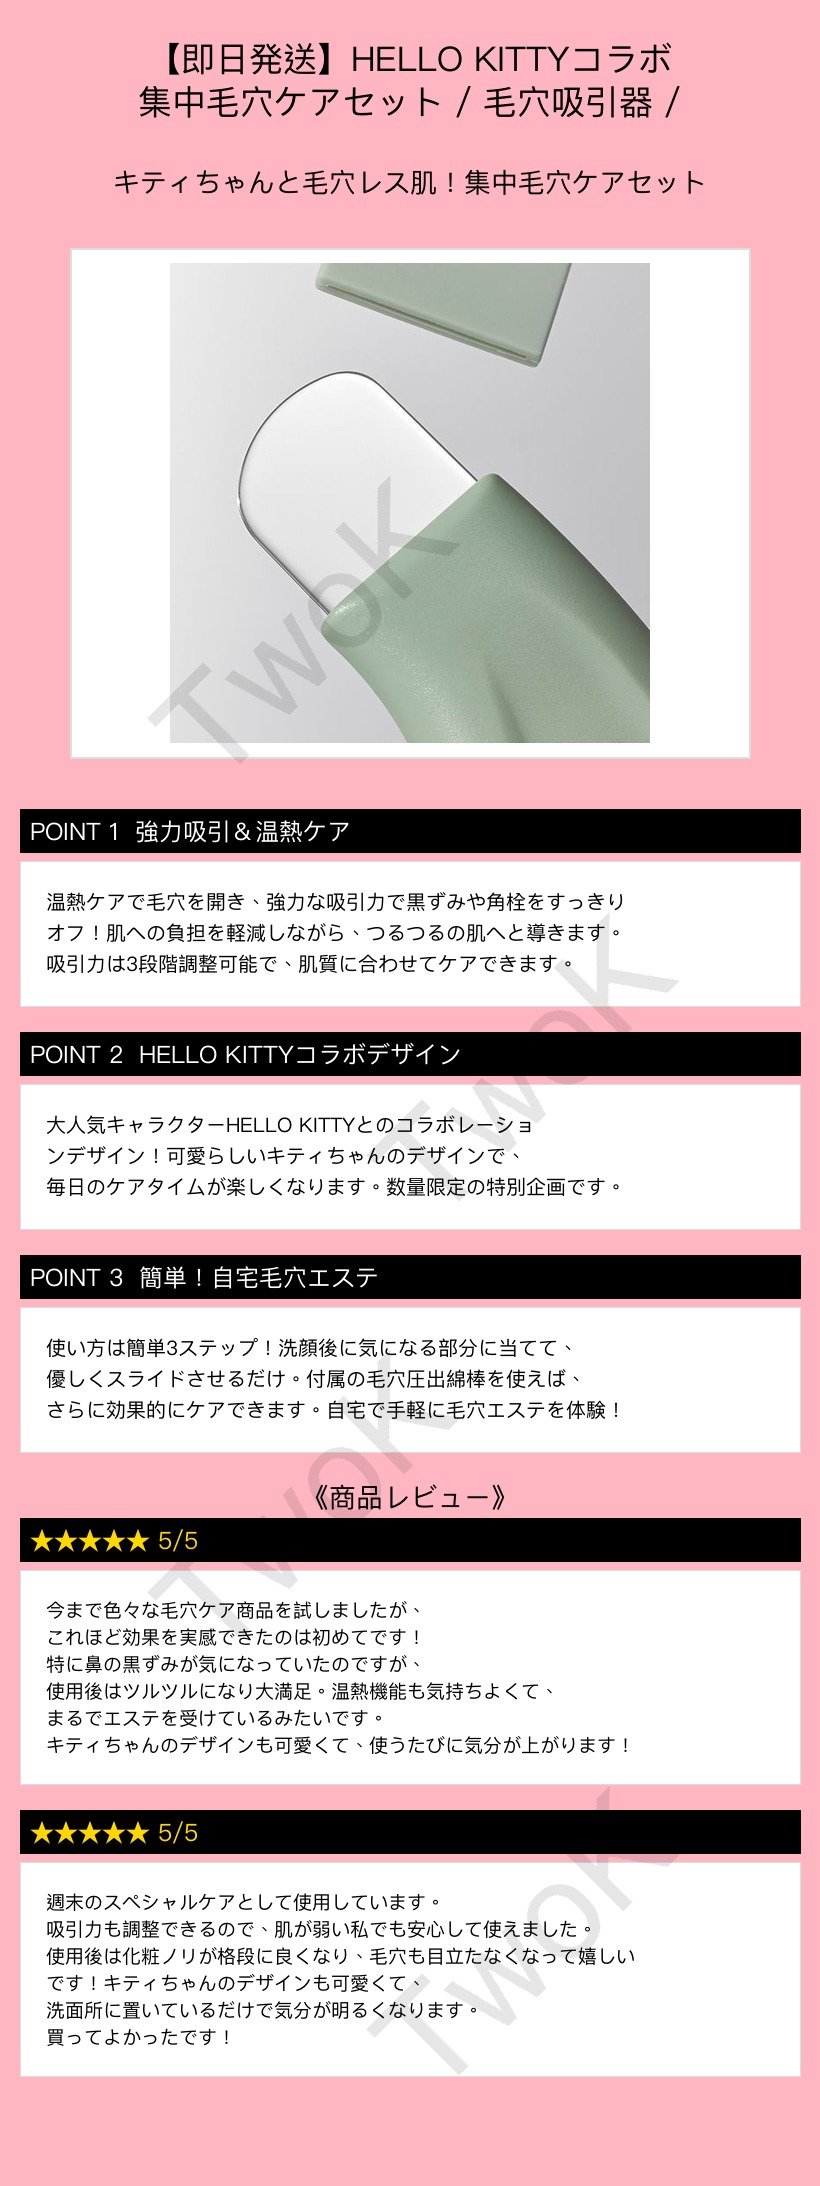 【即日発送】HELLO KITTYコラボ
集中毛穴ケアセット / 毛穴吸引器 /
キティちゃんと毛穴レス肌！集中毛穴ケアセット
TwoK
POINT 1 強力吸引＆温熱ケア
温熱ケアで毛穴を開き、強力な吸引力で黒ずみや角栓をすっきり
オフ！肌への負担を軽減しながら、つるつるの肌へと導きます。
吸引力は3段階調整可能で、肌質に合わせてケアできます。
TwoK
POINT 2 HELLO KITTYコラボデザイン
大人気キャラクターHELLO KITTYとのコラボレーショ
ンデザイン！可愛らしいキティちゃんのデザインで、
毎日のケアタイムが楽しくなります。数量限定の特別企画です。
POINT 3 簡単！自宅毛穴エステ
使い方は簡単3ステップ！洗顔後に気になる部分に当てて、
優しくスライドさせるだけ。付属の毛穴圧出綿棒を使えば、
さらに効果的にケアできます。自宅で手軽に毛穴エステを体験！
TwoK
《商品レビュー》
★★★★★ 5/5
今まで色々な毛穴ケア商品を試しましたが、
これほど効果を実感できたのは初めてです！
特に鼻の黒ずみが気になっていたのですが、
使用後はツルツルになり大満足。温熱機能も気持ちよくて、
まるでエステを受けているみたいです。
キティちゃんのデザインも可愛くて、使うたびに気分が上がります！
★★★★★ 5/5
週末のスペシャルケアとして使用しています。
吸引力も調整できるので、肌が弱い私でも安心して使えました。
使用後は化粧ノリが格段に良くなり、毛穴も目立たなくなって嬉しい
です！キティちゃんのデザインも可愛くて、
洗面所に置いているだけで気分が明るくなります。
買ってよかったです！
TwoK